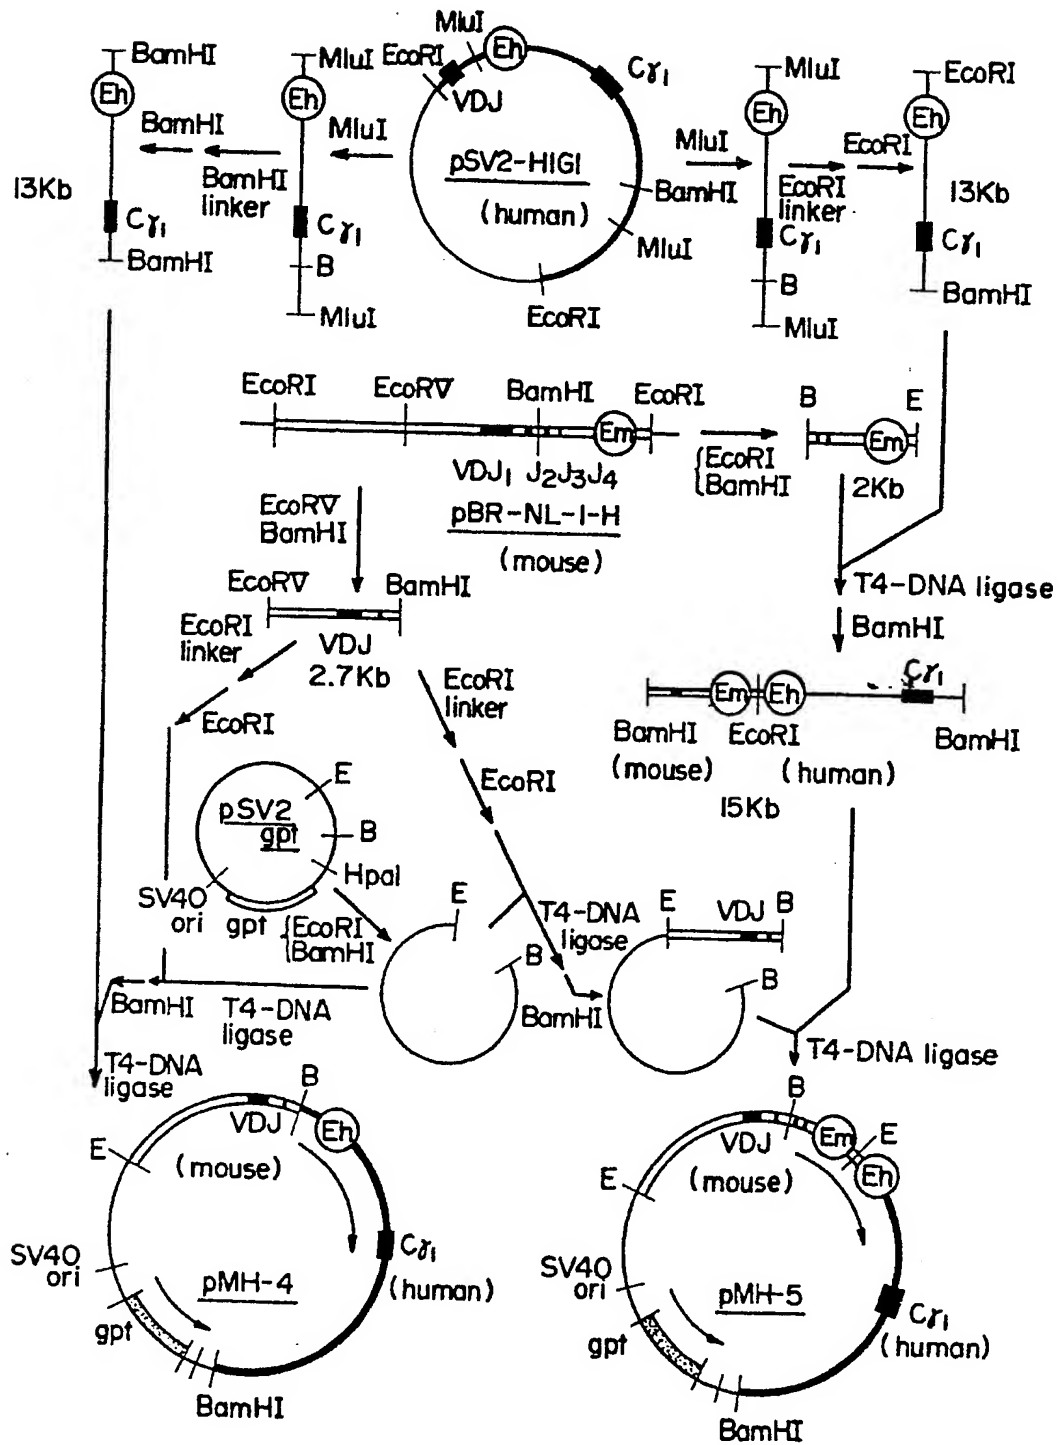 MluI
EcoRI
Eh
VDJ
Cγ1
pSV2-HIGI
(human)
BamHI
MluI
EcoRI
BamHI
Eh
13Kb
Cγ1
BamHI
BamHI
BamHI
linker
MluI
Eh
Cγ1
B
MluI
MluI
MluI
MluI
Eh
Cγ1
B
MluI
EcoRI
linker
EcoRI
EcoRI
Eh
13Kb
Cγ1
BamHI
EcoRI
EcoRV
BamHI
EcoRI
Em
VDJ1 J2J3J4
pBR-NL-1-H
(mouse)
{EcoRI
BamHI
B
E
Em
2Kb
T4-DNA ligase
BamHI
EcoRV
BamHI
EcoRV
BamHI
VDJ
2.7Kb
EcoRI
linker
EcoRI
EcoRI
linker
EcoRI
Em
Eh
Cγ1
BamHI
(mouse)
EcoRI
(human)
BamHI
15Kb
pSV2
gpt
E
B
HpaI
SV40
ori
gpt
{EcoRI
BamHI
E
B
T4-DNA
ligase
BamHI
E
VDJ
B
B
BamHI
T4-DNA
ligase
T4-DNA
ligase
T4-DNA ligase
B
VDJ
Eh
E
(mouse)
SV40
ori
pMH-4
Cγ1
(human)
gpt
BamHI
B
VDJ
Em
E
Eh
E
(mouse)
SV40
ori
pMH-5
Cγ1
(human)
gpt
BamHI